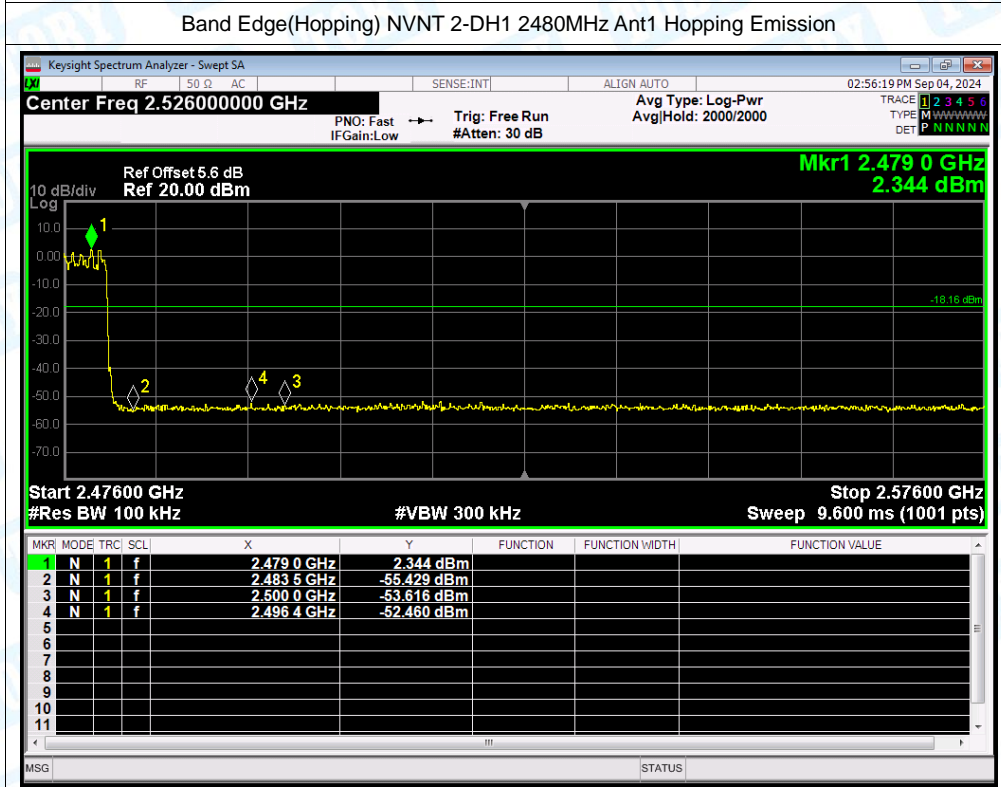 Band Edge(Hopping) NVNT 2-DH1 2480MHz Ant1 Hopping Emission
Keysight Spectrum Analyzer - Swept SA
LXI RF 50 Ω AC SENSE:INT ALIGN AUTO 02:56:19 PM Sep 04, 2024
Center Freq 2.526000000 GHz
PNO: Fast
IFGain:Low
Trig: Free Run
#Atten: 30 dB
Avg Type: Log-Pwr
Avg|Hold: 2000/2000
TRACE 1 2 3 4 5 6
TYPE M W W W W W
DET P N N N N N
Mkr1 2.479 0 GHz
2.344 dBm
Ref Offset 5.6 dB
10 dB/div Ref 20.00 dBm
Log
10.0
0.00
-10.0
-20.0
-30.0
-40.0
-50.0
-60.0
-70.0
1
2
4
3
-18.16 dBm
Start 2.47600 GHz Stop 2.57600 GHz
#Res BW 100 kHz #VBW 300 kHz Sweep 9.600 ms (1001 pts)
MKR MODE TRC SCL X Y FUNCTION FUNCTION WIDTH FUNCTION VALUE
1 N 1 f 2.479 0 GHz 2.344 dBm
2 N 1 f 2.483 5 GHz -55.429 dBm
3 N 1 f 2.500 0 GHz -53.616 dBm
4 N 1 f 2.496 4 GHz -52.460 dBm
5
6
7
8
9
10
11
MSG STATUS